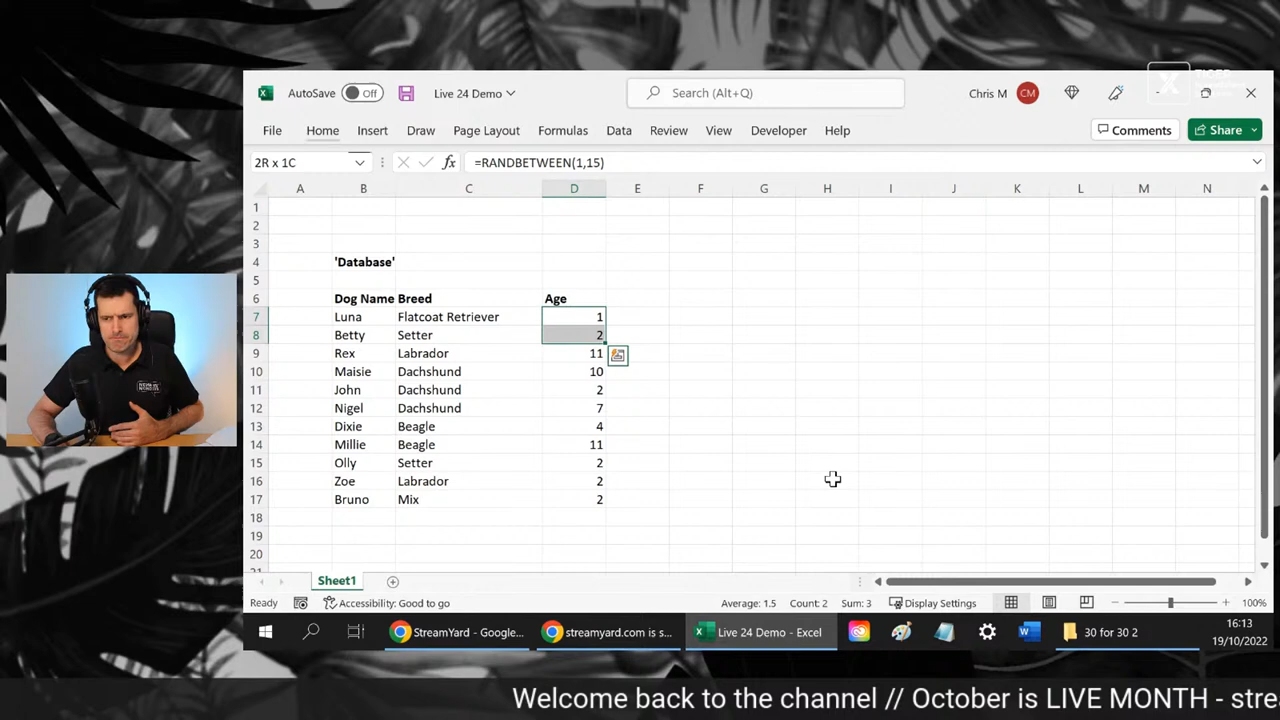 AutoSave Off Live 24 Demo Search (Alt+Q) Chris M CM
TIGER
File Home Insert Draw Page Layout Formulas Data Review View Developer Help Comments Share
2R x 1C fx =RANDBETWEEN(1,15)
A B C D E F G H I J K L M N
1
2
3
4 'Database'
5
6 Dog Name Breed Age
7 Luna Flatcoat Retriever 1
8 Betty Setter 2
9 Rex Labrador 11
10 Maisie Dachshund 10
11 John Dachshund 2
12 Nigel Dachshund 7
13 Dixie Beagle 4
14 Millie Beagle 11
15 Olly Setter 2
16 Zoe Labrador 2
17 Bruno Mix 2
18
19
20
21
Sheet1
Ready Accessibility: Good to go Average: 1.5 Count: 2 Sum: 3 Display Settings 100%
StreamYard - Google... streamyard.com is s... Live 24 Demo - Excel 30 for 30 2 16:13
19/10/2022
Welcome back to the channel // October is LIVE MONTH - stre